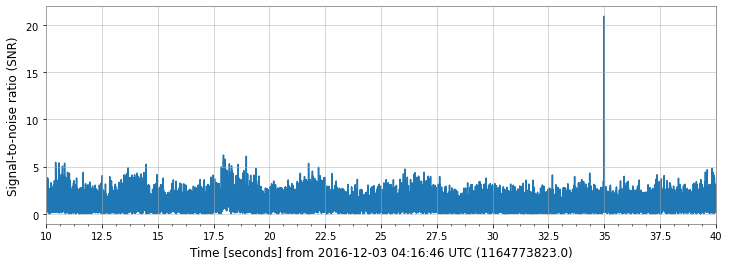 Signal-to-noise ratio (SNR)
20
15
10
5
0
10 12.5 15 17.5 20 22.5 25 27.5 30 32.5 35 37.5 40
Time [seconds] from 2016-12-03 04:16:46 UTC (1164773823.0)